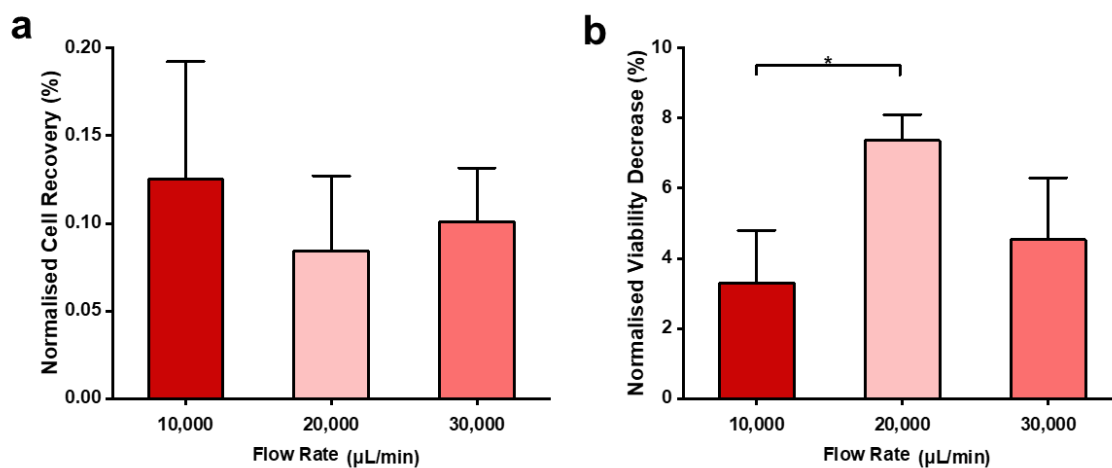 a
Normalised Cell Recovery (%)
0.20
0.15
0.10
0.05
0.00
10,000 20,000 30,000
Flow Rate (µL/min)
b
Normalised Viability Decrease (%)
10
8
6
4
2
0
*
10,000 20,000 30,000
Flow Rate (µL/min)